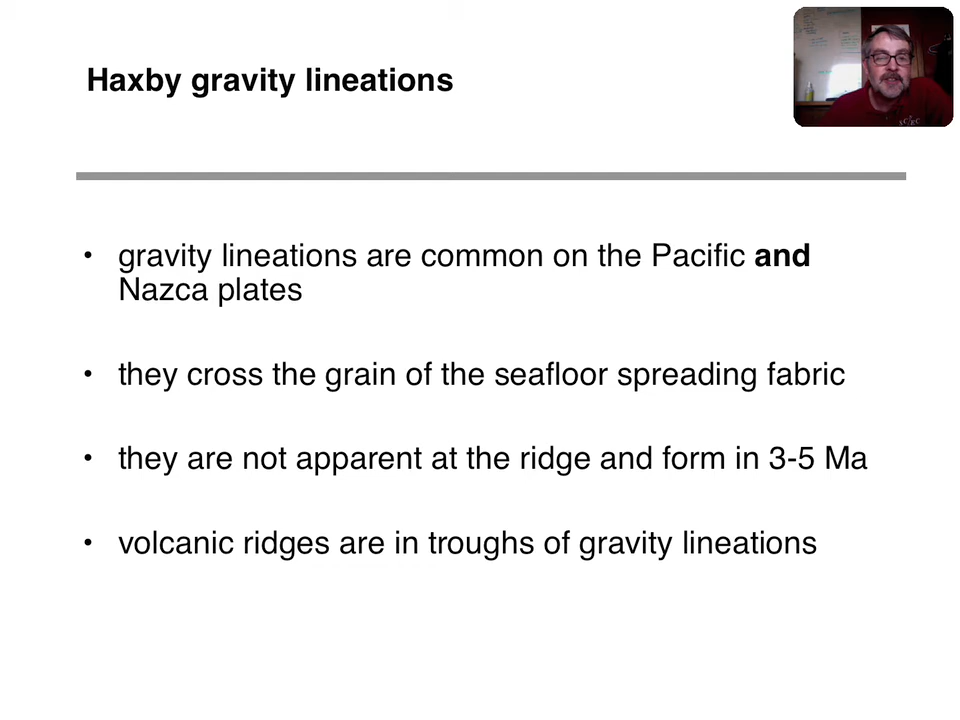 Haxby gravity lineations
• gravity lineations are common on the Pacific and
Nazca plates
• they cross the grain of the seafloor spreading fabric
• they are not apparent at the ridge and form in 3-5 Ma
• volcanic ridges are in troughs of gravity lineations